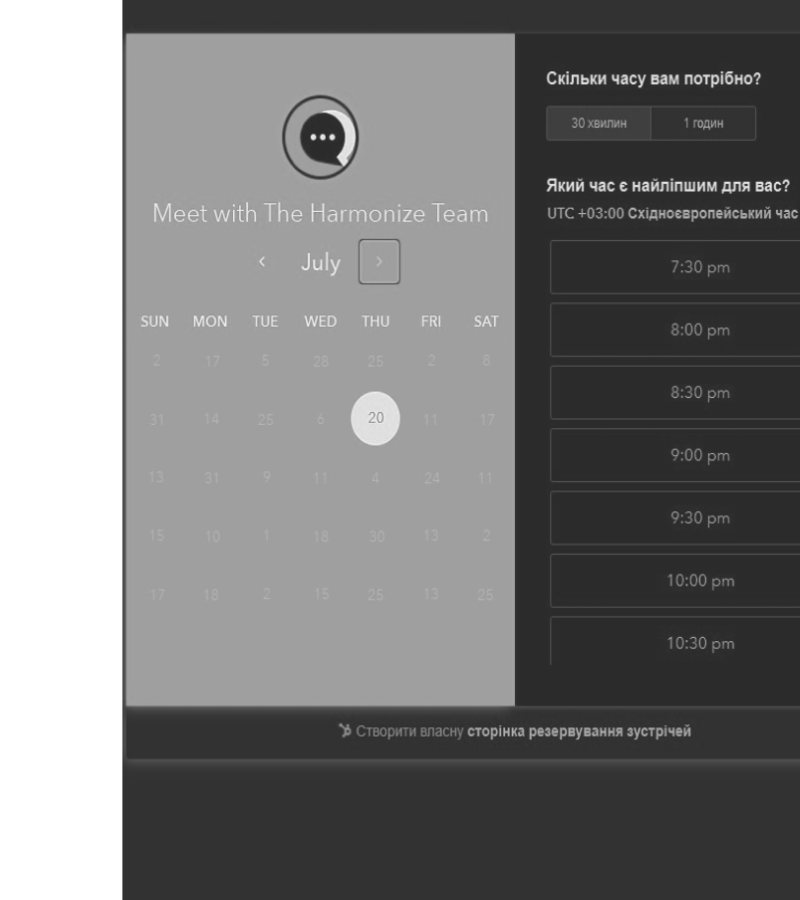 Meet with The Harmonize Team
July
SUN MON TUE WED THU FRI SAT
2 17 5 28 25 2 8
31 14 25 6 20 11 17
13 31 9 11 4 24 11
15 10 1 18 30 13 2
17 18 2 15 25 13 25
Скільки часу вам потрібно?
30 хвилин 1 годин
Який час є найліпшим для вас?
UTC +03:00 Східноєвропейський час
7:30 pm
8:00 pm
8:30 pm
9:00 pm
9:30 pm
10:00 pm
10:30 pm
Створити власну сторінка резервування зустрічей